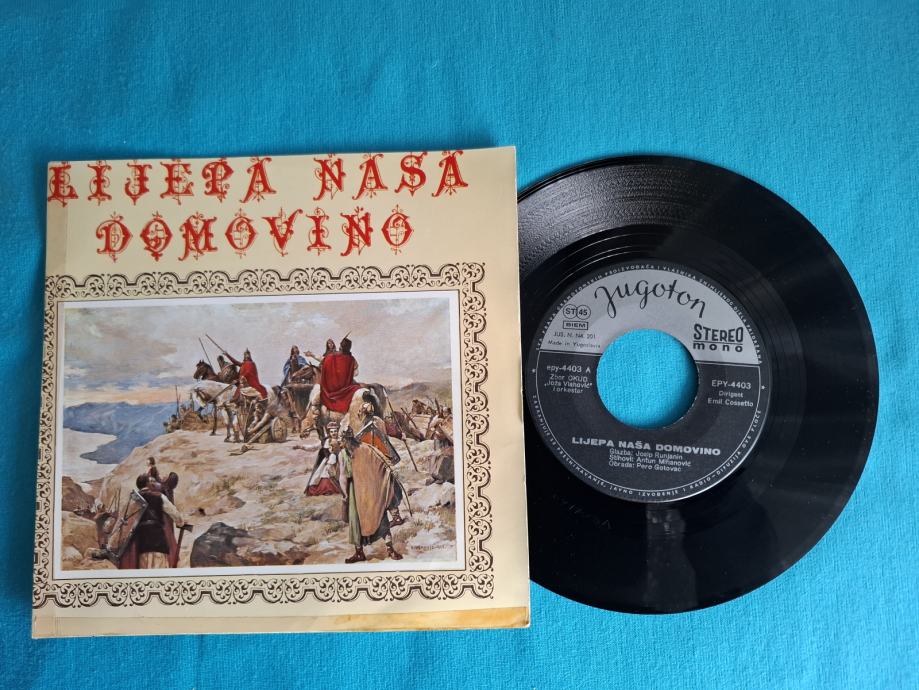 LIJEPA NAŠA
DOMOVINO
Jugoton
ST 45
BIEM
JUS. N. N4. 201
Made in Yugoslavia
STEREO
mono
epy-4403 A
Zbor OKUD
"Joža Vlahović"
i orkestar
EPY-4403
Dirigent
Emil Cossetto
LIJEPA NAŠA DOMOVINO
Glazba: Josip Runjanin
Stihovi: Antun Mihanović
Obrada: Pero Gotovac